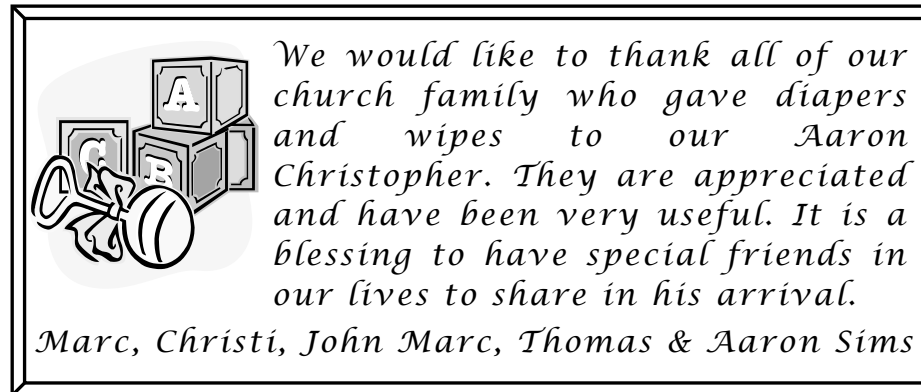 A
C
B
We would like to thank all of our
church family who gave diapers
and wipes to our Aaron
Christopher. They are appreciated
and have been very useful. It is a
blessing to have special friends in
our lives to share in his arrival.
Marc, Christi, John Marc, Thomas & Aaron Sims